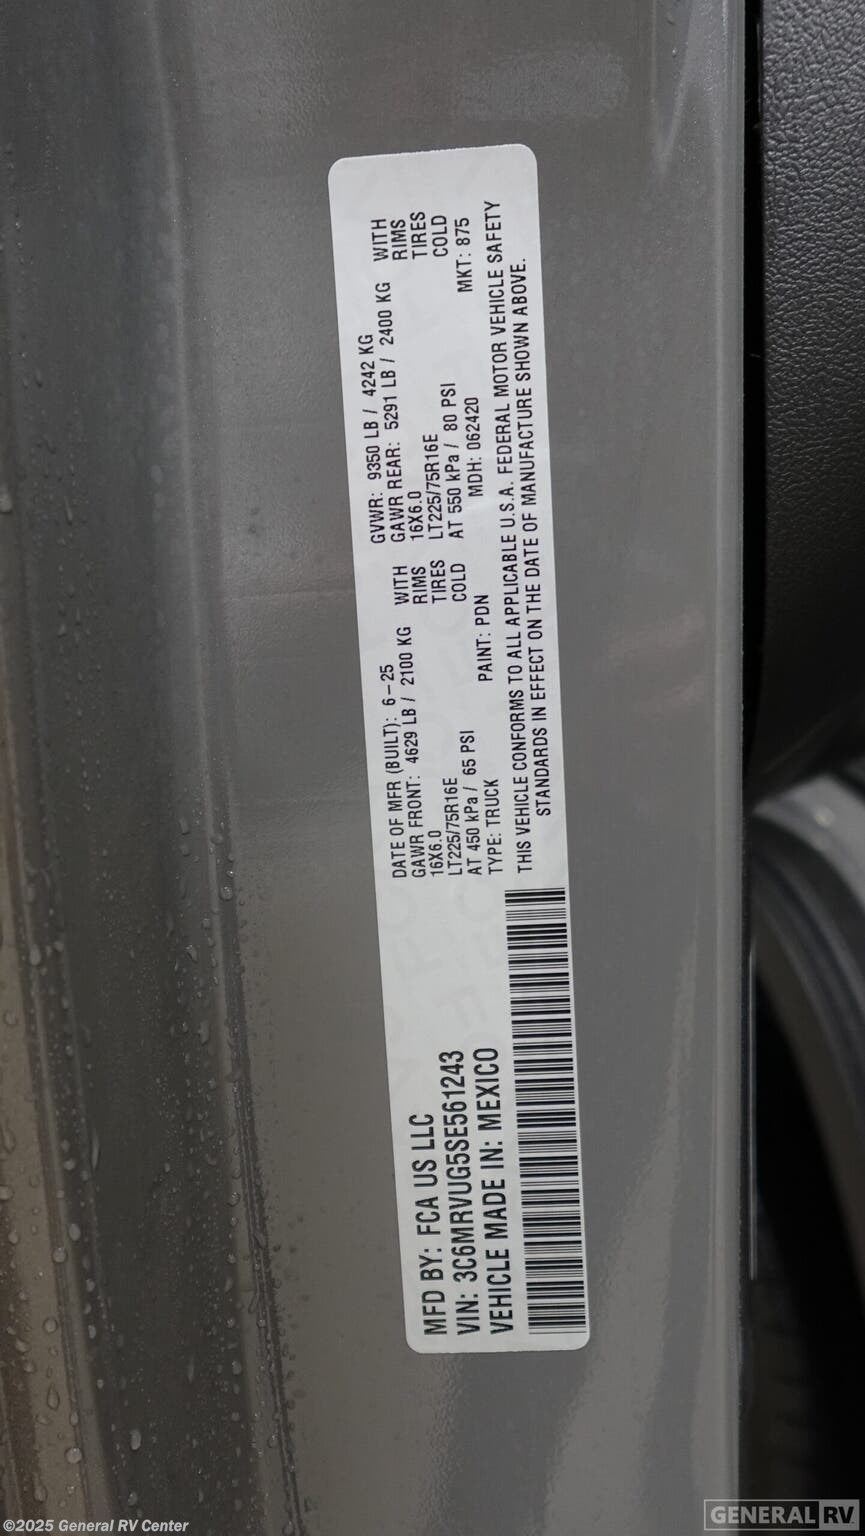 MFD BY: FCA US LLC
VIN: 3C6MRVUG5SE561243
VEHICLE MADE IN: MEXICO
DATE OF MFR (BUILT): 6-25 GVWR: 9350 LB / 4242 KG
GAWR FRONT: 4629 LB / 2100 KG WITH GAWR REAR: 5291 LB / 2400 KG WITH
16X6.0 RIMS 16X6.0 RIMS
LT225/75R16E TIRES LT225/75R16E TIRES
AT 450 kPa / 65 PSI COLD AT 550 kPa / 80 PSI COLD
TYPE: TRUCK PAINT: PDN MDH: 062420 MKT: 875
THIS VEHICLE CONFORMS TO ALL APPLICABLE U.S.A. FEDERAL MOTOR VEHICLE SAFETY
STANDARDS IN EFFECT ON THE DATE OF MANUFACTURE SHOWN ABOVE.
©2025 General RV Center
GENERAL RV